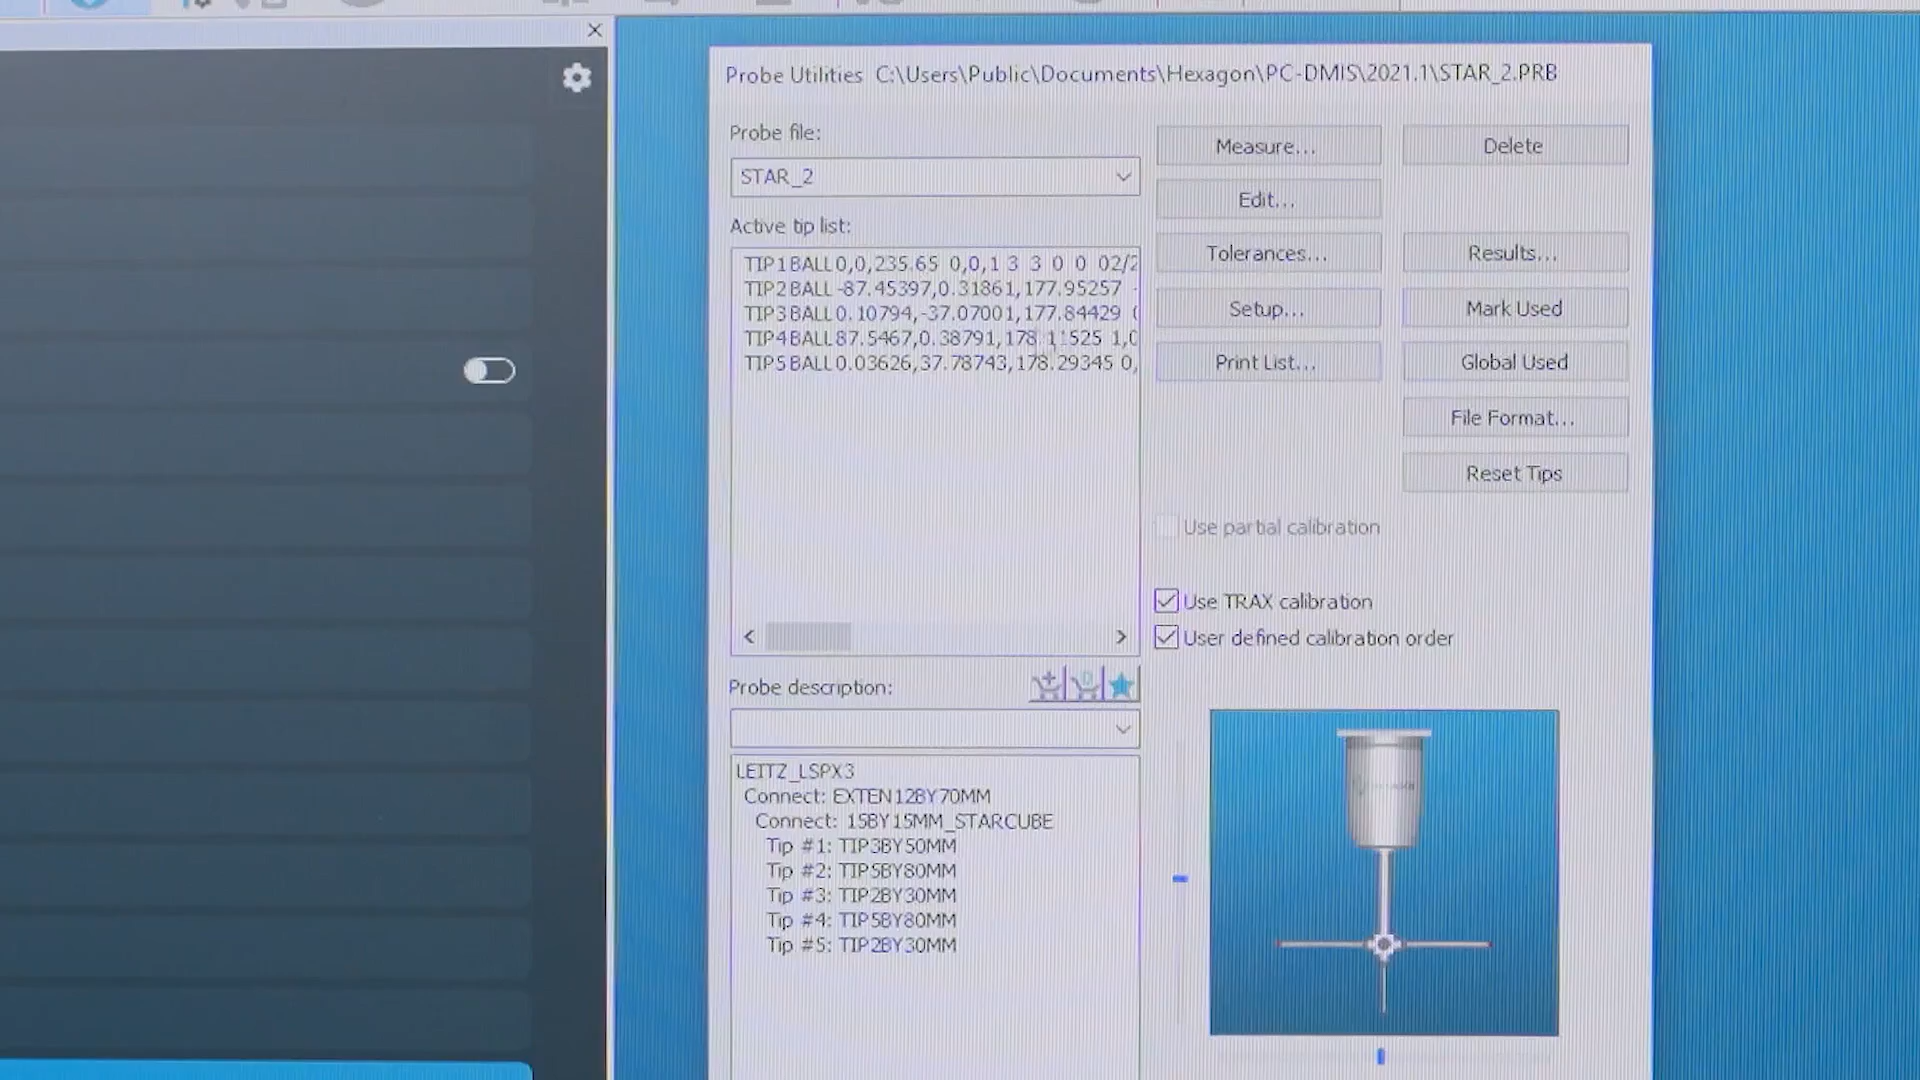 Probe Utilities C:\Users\Public\Documents\Hexagon\PC-DMIS\2021.1\STAR_2.PRB
Probe file:
STAR_2
Active tip list:
TIP1 BALL 0,0,235.65 0,0,1 3 3 0 0 02/2
TIP2 BALL -87.45397,0.31861,177.95257 -
TIP3 BALL 0.10794,-37.07001,177.84429
TIP4 BALL 87.5467,0.38791,178.11525 1,0
TIP5 BALL 0.03626,37.78743,178.29345 0,
Measure...
Delete
Edit...
Tolerances...
Results...
Setup...
Mark Used
Print List...
Global Used
File Format...
Reset Tips
Use partial calibration
Use TRAX calibration
User defined calibration order
Probe description:
LEITZ_LSPX3
Connect: EXTEN12BY70MM
Connect: 15BY15MM_STARCUBE
Tip #1: TIP3BY50MM
Tip #2: TIP5BY80MM
Tip #3: TIP2BY30MM
Tip #4: TIP5BY80MM
Tip #5: TIP2BY30MM